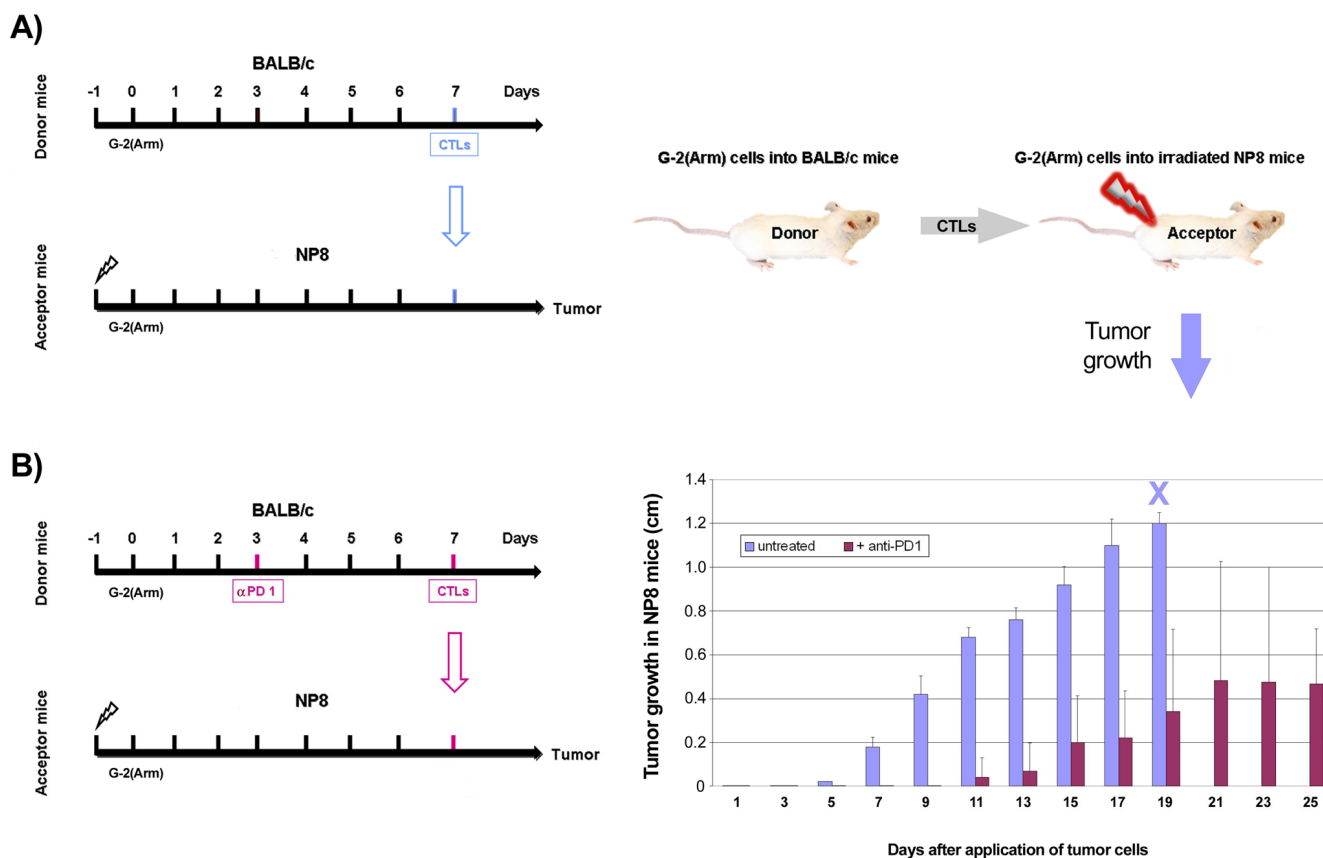 A)
BALB/c
Donor mice
-1 0 1 2 3 4 5 6 7 Days
G-2(Arm)
CTLs
NP8
Acceptor mice
G-2(Arm)
Tumor
G-2(Arm) cells into BALB/c mice
G-2(Arm) cells into irradiated NP8 mice
Donor
CTLs
Acceptor
Tumor
growth
B)
BALB/c
Donor mice
-1 0 1 2 3 4 5 6 7 Days
G-2(Arm)
αPD 1
CTLs
NP8
Acceptor mice
G-2(Arm)
Tumor
Tumor growth in NP8 mice (cm)
1.4
1.2
1.0
0.8
0.6
0.4
0.2
0
X
untreated + anti-PD1
1 3 5 7 9 11 13 15 17 19 21 23 25
Days after application of tumor cells